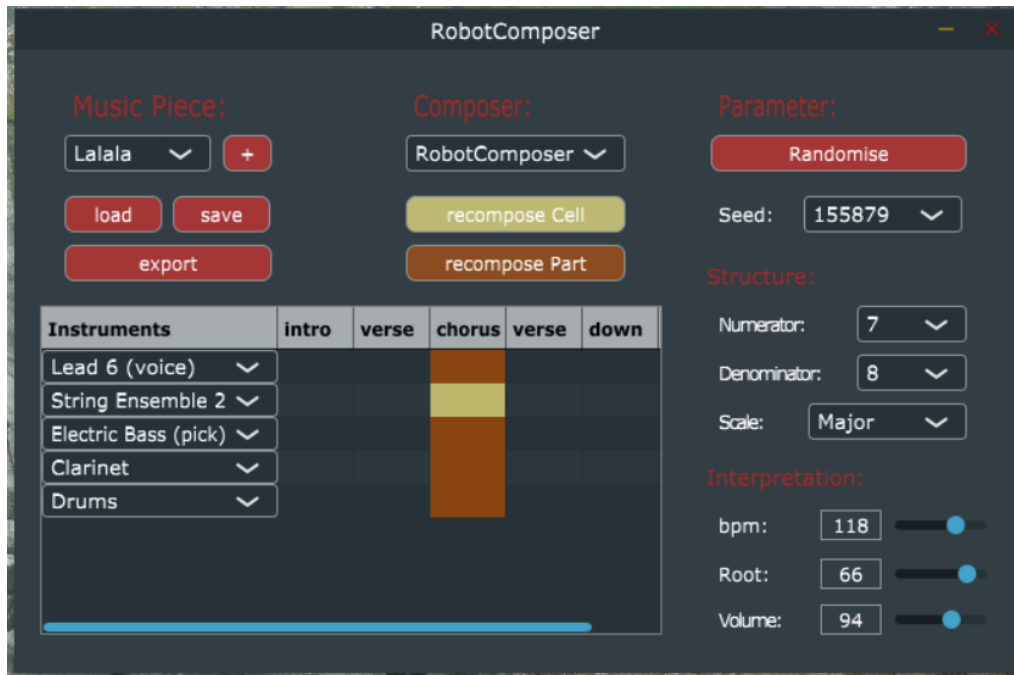 RobotComposer
Music Piece:
Composer:
Parameter:
Lalala
+
RobotComposer
Randomise
load
save
recompose Cell
Seed:
155879
export
recompose Part
Structure:
Instruments
intro
verse
chorus
verse
down
Numerator:
7
Lead 6 (voice)
Denominator:
8
String Ensemble 2
Electric Bass (pick)
Scale:
Major
Clarinet
Interpretation:
Drums
bpm:
118
Root:
66
Volume:
94